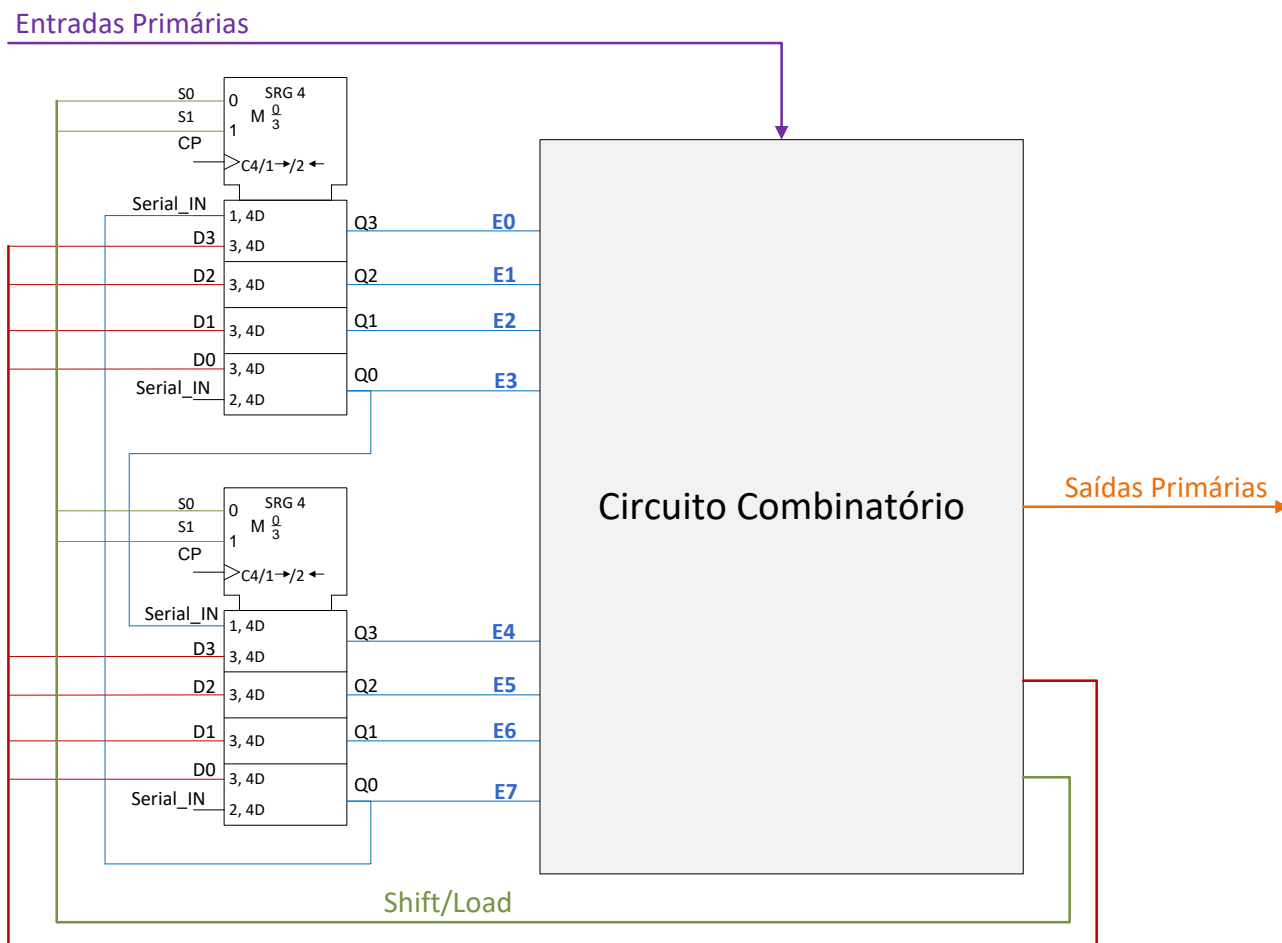 Entradas Primárias
S0
0
SRG 4
M 0/3
S1
1
CP
C4/1→/2←
Serial_IN
1, 4D
Q3
E0
D3
3, 4D
D2
3, 4D
Q2
E1
D1
3, 4D
Q1
E2
D0
3, 4D
Q0
E3
Serial_IN
2, 4D
Circuito Combinatório
Saídas Primárias
S0
0
SRG 4
M 0/3
S1
1
CP
C4/1→/2←
Serial_IN
1, 4D
Q3
E4
D3
3, 4D
D2
3, 4D
Q2
E5
D1
3, 4D
Q1
E6
D0
3, 4D
Q0
E7
Serial_IN
2, 4D
Shift/Load